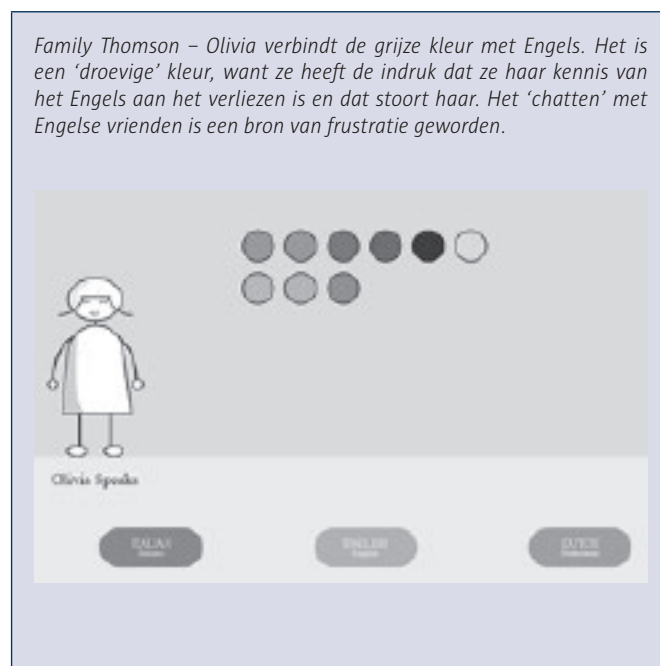 Family Thomson – Olivia verbindt de grijze kleur met Engels. Het is
een ‘droevige’ kleur, want ze heeft de indruk dat ze haar kennis van
het Engels aan het verliezen is en dat stoort haar. Het ‘chatten’ met
Engelse vrienden is een bron van frustratie geworden.
Olivia Speaks
ITALIAN
ENGLISH
DUTCH